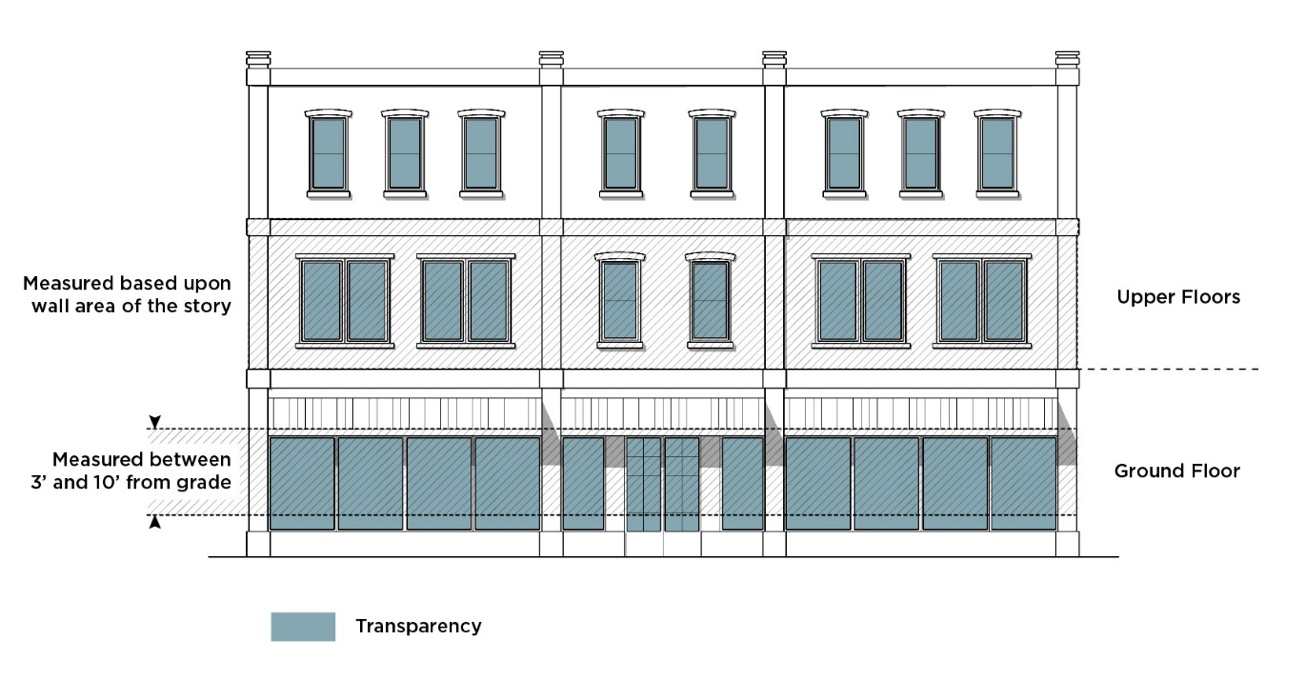 Measured based upon
wall area of the story
Upper Floors
Measured between
3’ and 10’ from grade
Ground Floor
Transparency